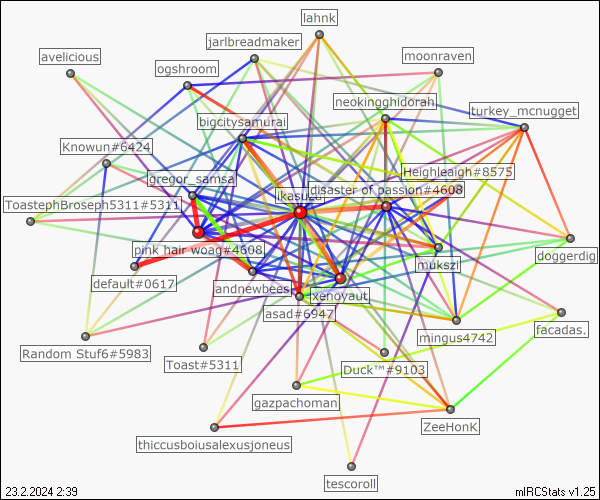 lahnk
jarlbreadmaker
avelicious
moonraven
ogshroom
neokingghidorah
turkey_mcnugget
bigcitysamurai
Knowun#6424
Heighleaigh#8575
gregor_samsa
disaster of passion#4608
ikasuzu
ToastephBroseph5311#5311
pink hair woag#4608
doggerdig
mukszi
default#0617
andnewbees
xenoyaut
asad#6947
facadas.
mingus4742
Random Stuf6#5983
Toast#5311
Duck™#9103
gazpachoman
ZeeHonK
thiccusboiusalexusjoneus
tescoroll
23.2.2024 2:39
mIRCStats v1.25